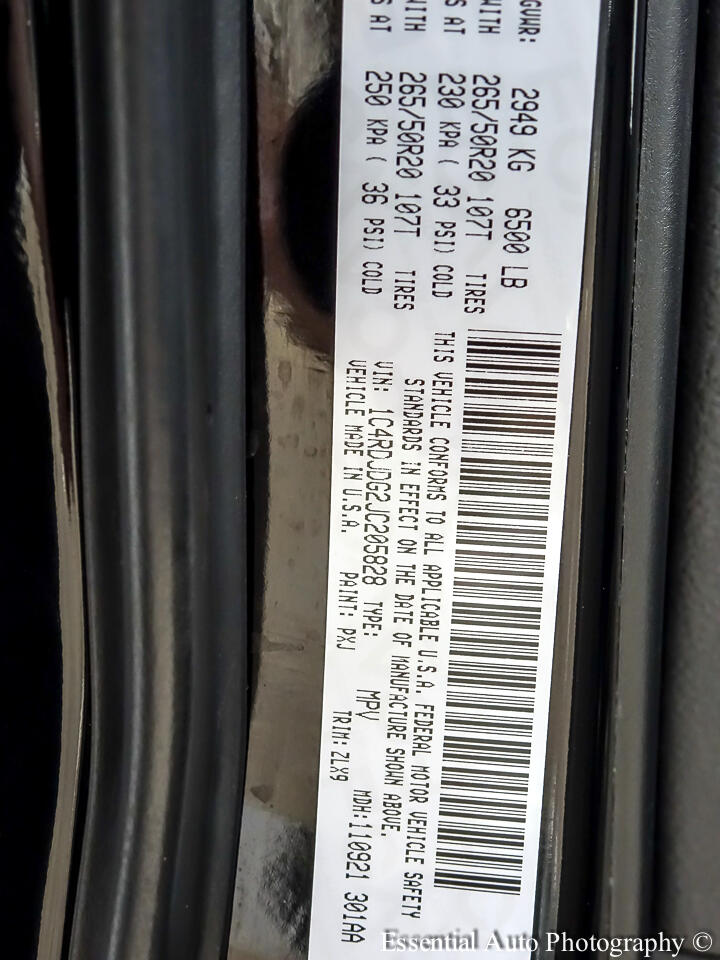 GVWR: 2949 KG 6500 LB
WITH 265/50R20 107T TIRES
S AT 230 KPA ( 33 PSI) COLD
WITH 265/50R20 107T TIRES
S AT 250 KPA ( 36 PSI) COLD
THIS VEHICLE CONFORMS TO ALL APPLICABLE U.S.A. FEDERAL MOTOR VEHICLE SAFETY
STANDARDS IN EFFECT ON THE DATE OF MANUFACTURE SHOWN ABOVE.
VIN: 1C4RDJDG2JC205828 TYPE: MPV MDH:110921 301AA
VEHICLE MADE IN U.S.A. PAINT: PXJ TRIM: ZLX9
Essential Auto Photography ©